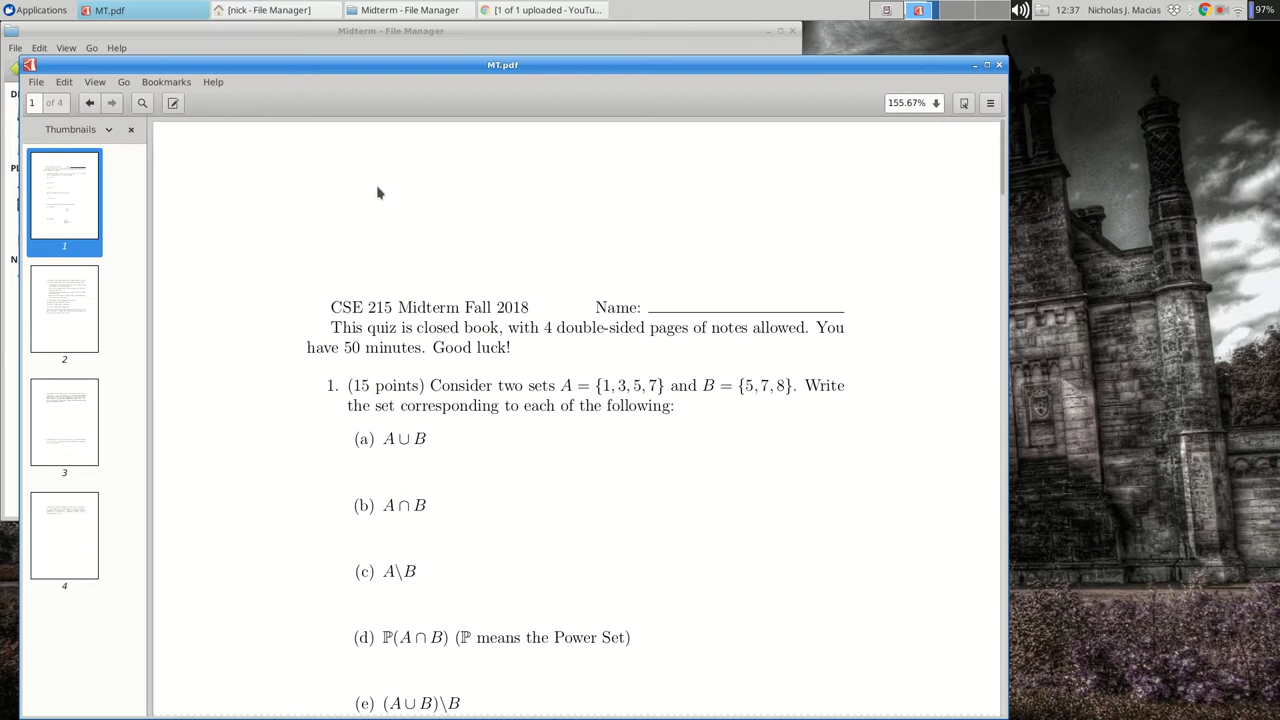 Applications MT.pdf [nick - File Manager] Midterm - File Manager [1 of 1 uploaded - YouTu... 12:37 Nicholas J. Macias 97%
Midterm - File Manager
File Edit View Go Help
MT.pdf
File Edit View Go Bookmarks Help
1 of 4 155.67%
Thumbnails
1
2
3
4
CSE 215 Midterm Fall 2018 Name:
This quiz is closed book, with 4 double-sided pages of notes allowed. You
have 50 minutes. Good luck!
1. (15 points) Consider two sets A = {1, 3, 5, 7} and B = {5, 7, 8}. Write
the set corresponding to each of the following:
(a) A ∪ B
(b) A ∩ B
(c) A\B
(d) ℙ(A ∩ B) (ℙ means the Power Set)
(e) (A ∪ B)\B